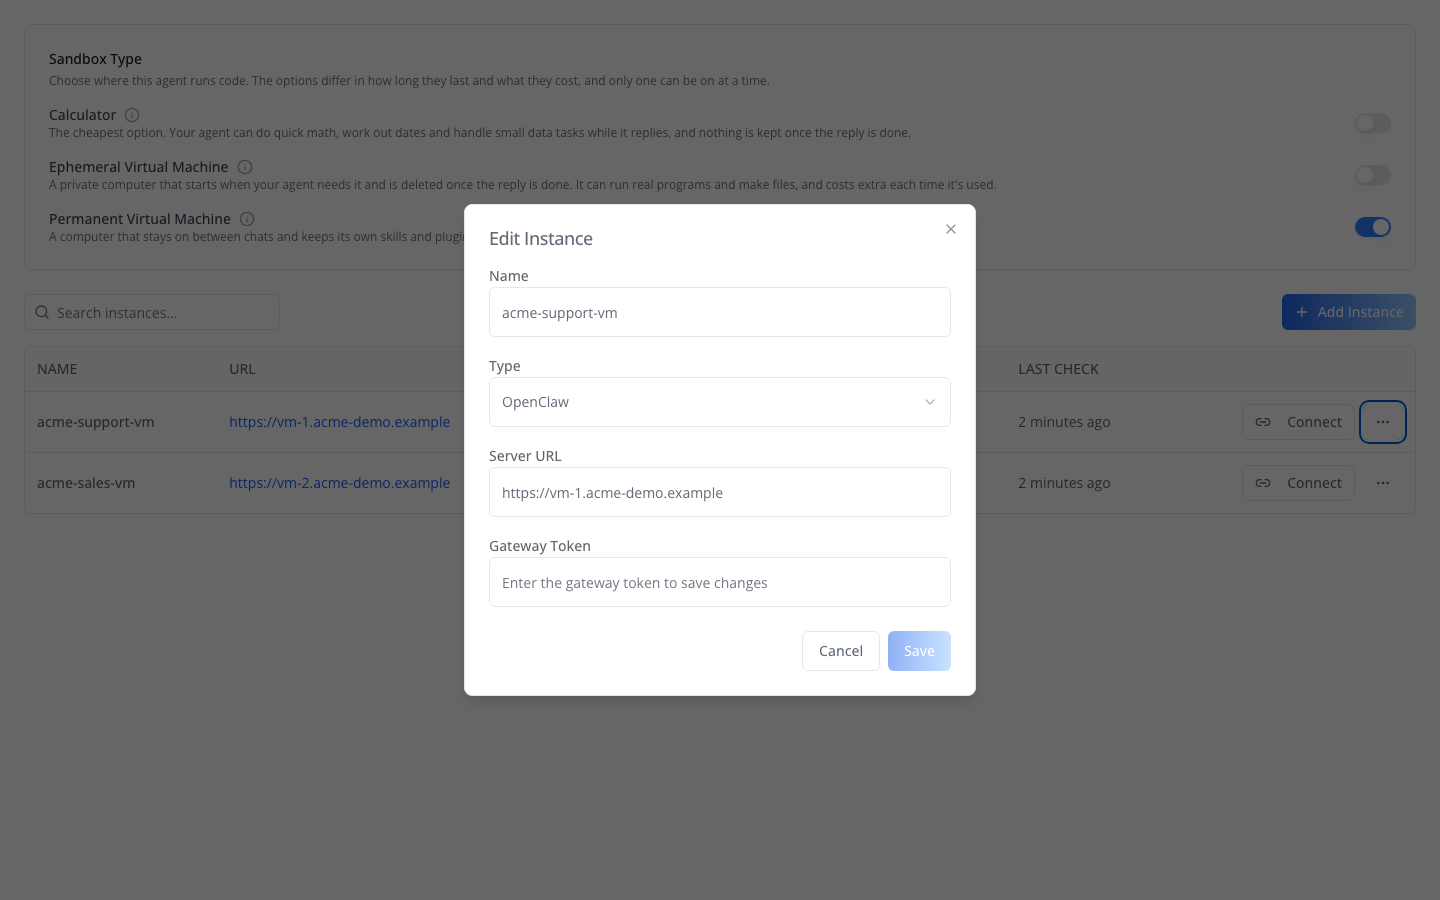 Sandbox Type
Choose where this agent runs code. The options differ in how long they last and what they cost, and only one can be on at a time.
Calculator
The cheapest option. Your agent can do quick math, work out dates and handle small data tasks while it replies, and nothing is kept once the reply is done.
Ephemeral Virtual Machine
A private computer that starts when your agent needs it and is deleted once the reply is done. It can run real programs and make files, and costs extra each time it's used.
Permanent Virtual Machine
A computer that stays on between chats and keeps its own skills and
Edit Instance
Name
acme-support-vm
Type
OpenClaw
Server URL
https://vm-1.acme-demo.example
Gateway Token
Enter the gateway token to save changes
Cancel Save
Search instances...
Add Instance
NAME URL LAST CHECK
acme-support-vm https://vm-1.acme-demo.example 2 minutes ago Connect
acme-sales-vm https://vm-2.acme-demo.example 2 minutes ago Connect